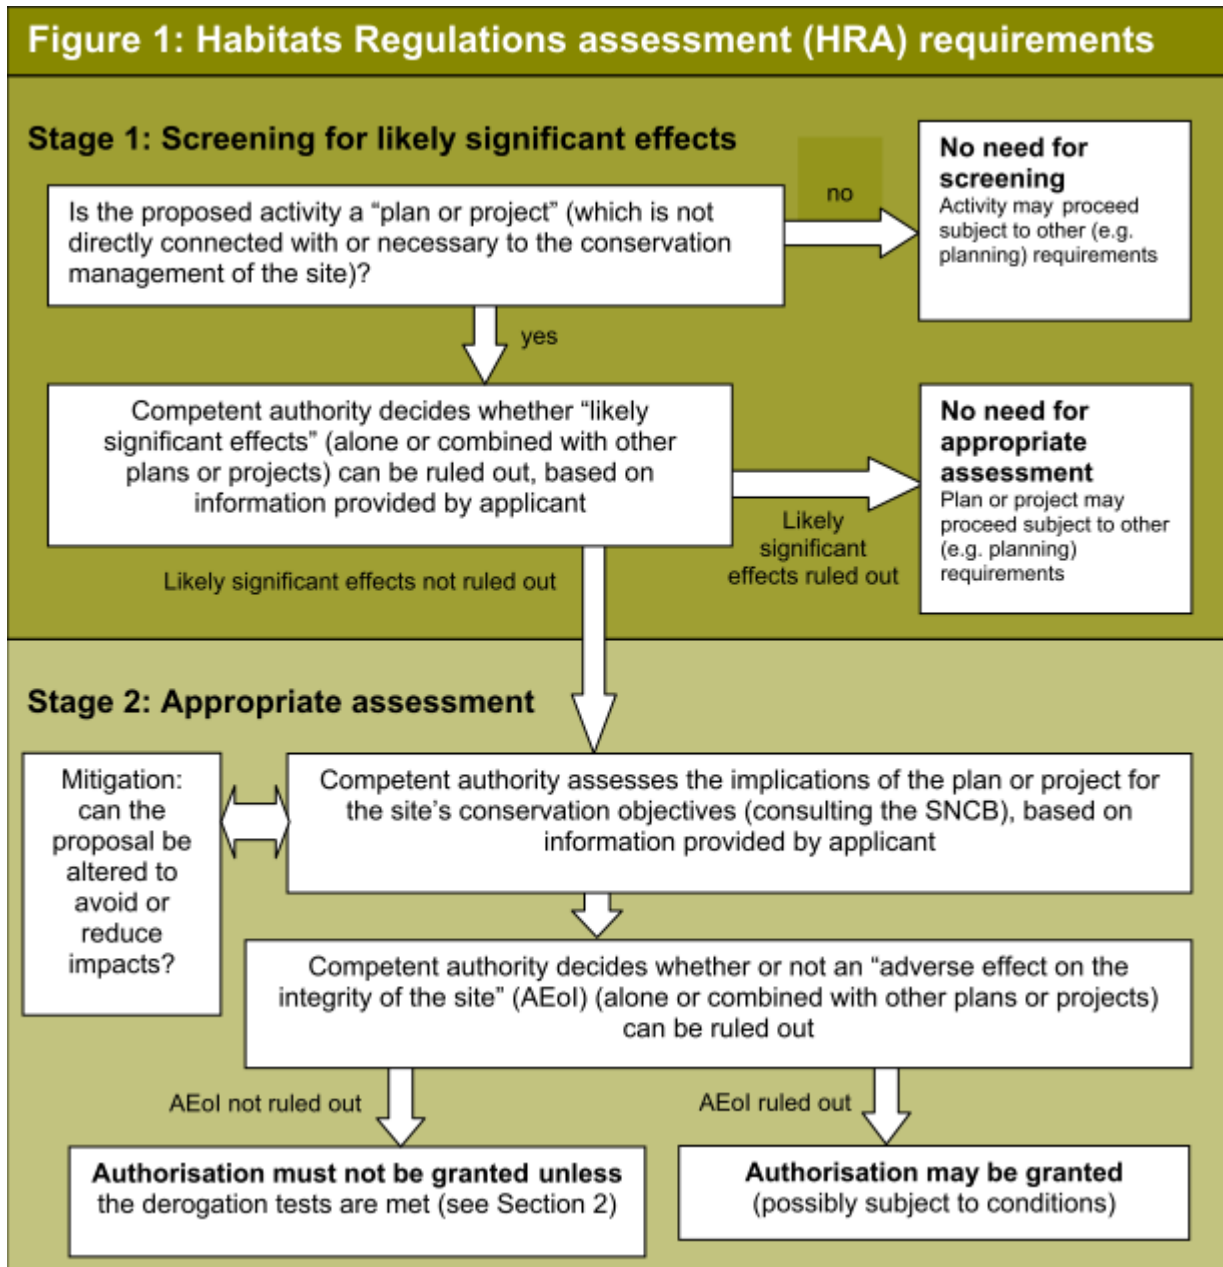 Figure 1: Habitats Regulations assessment (HRA) requirements
Stage 1: Screening for likely significant effects
Is the proposed activity a “plan or project” (which is not
directly connected with or necessary to the conservation
management of the site)?
no
No need for
screening
Activity may proceed
subject to other (e.g.
planning) requirements
yes
Competent authority decides whether “likely
significant effects” (alone or combined with other
plans or projects) can be ruled out, based on
information provided by applicant
Likely
significant
effects ruled out
No need for
appropriate
assessment
Plan or project may
proceed subject to other
(e.g. planning)
requirements
Likely significant effects not ruled out
Stage 2: Appropriate assessment
Mitigation:
can the
proposal be
altered to
avoid or
reduce
impacts?
Competent authority assesses the implications of the plan or project for
the site’s conservation objectives (consulting the SNCB), based on
information provided by applicant
Competent authority decides whether or not an “adverse effect on the
integrity of the site” (AEoI) (alone or combined with other plans or projects)
can be ruled out
AEoI not ruled out
AEoI ruled out
Authorisation must not be granted unless
the derogation tests are met (see Section 2)
Authorisation may be granted
(possibly subject to conditions)